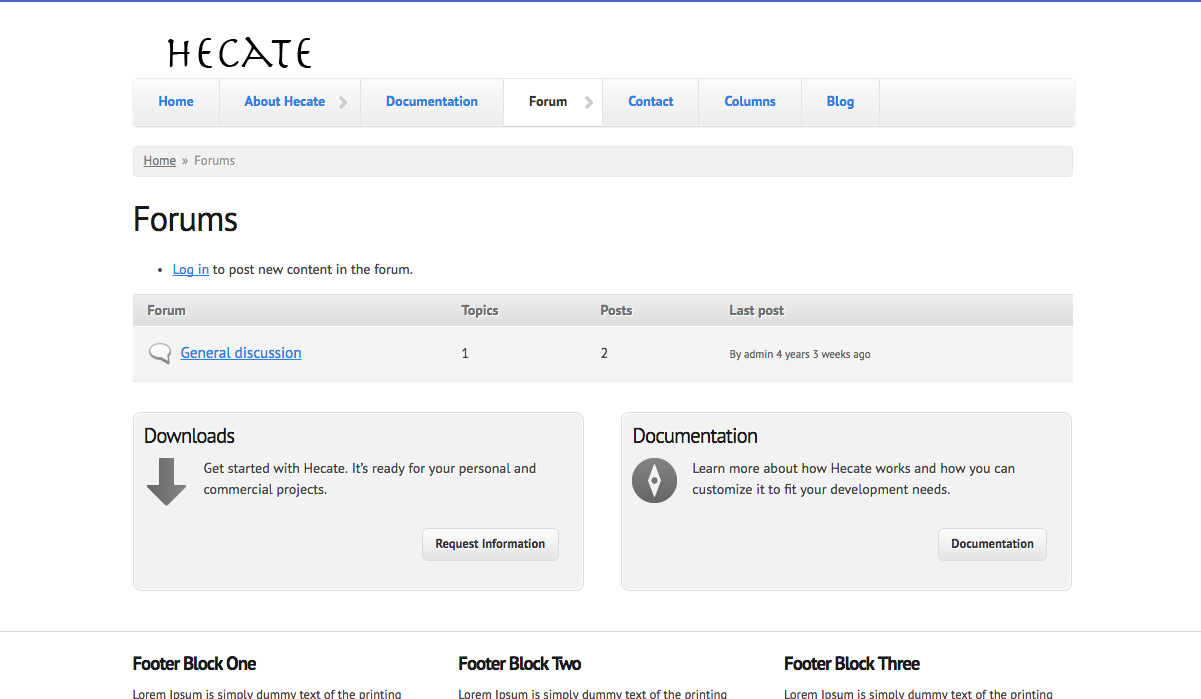 HECATE
Home About Hecate Documentation Forum Contact Columns Blog
Home » Forums
Forums
• Log in to post new content in the forum.
Forum Topics Posts Last post
General discussion 1 2 By admin 4 years 3 weeks ago
Downloads
Get started with Hecate. It's ready for your personal and
commercial projects.
Request Information
Documentation
Learn more about how Hecate works and how you can
customize it to fit your development needs.
Documentation
Footer Block One
Lorem Ipsum is simply dummy text of the printing
Footer Block Two
Lorem Ipsum is simply dummy text of the printing
Footer Block Three
Lorem Ipsum is simply dummy text of the printing